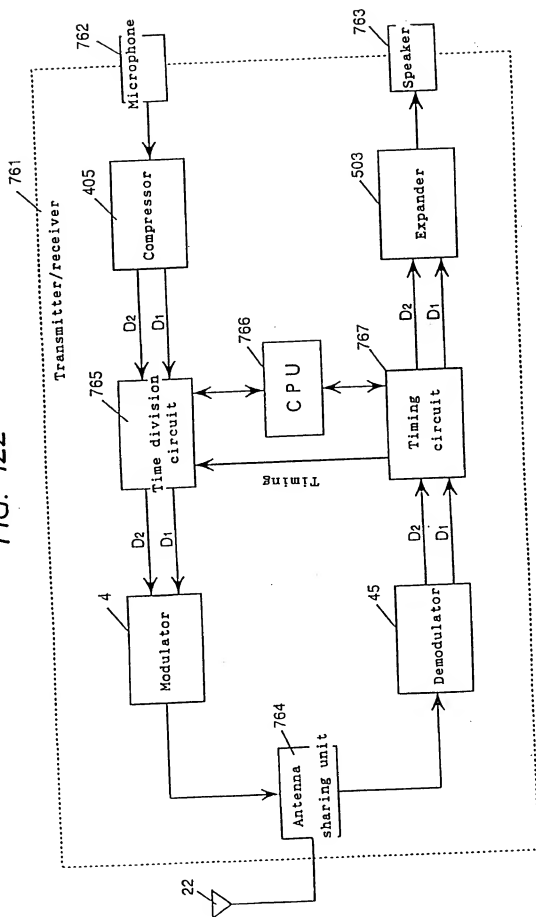 FIG. 122
761
Transmitter/receiver
762
Microphone
405
Compressor
D2
D1
765
Time division
circuit
D2
D1
4
Modulator
764
Antenna
sharing unit
22
766
CPU
Timing
763
Speaker
503
Expander
D2
D1
767
Timing
circuit
D2
D1
45
Demodulator